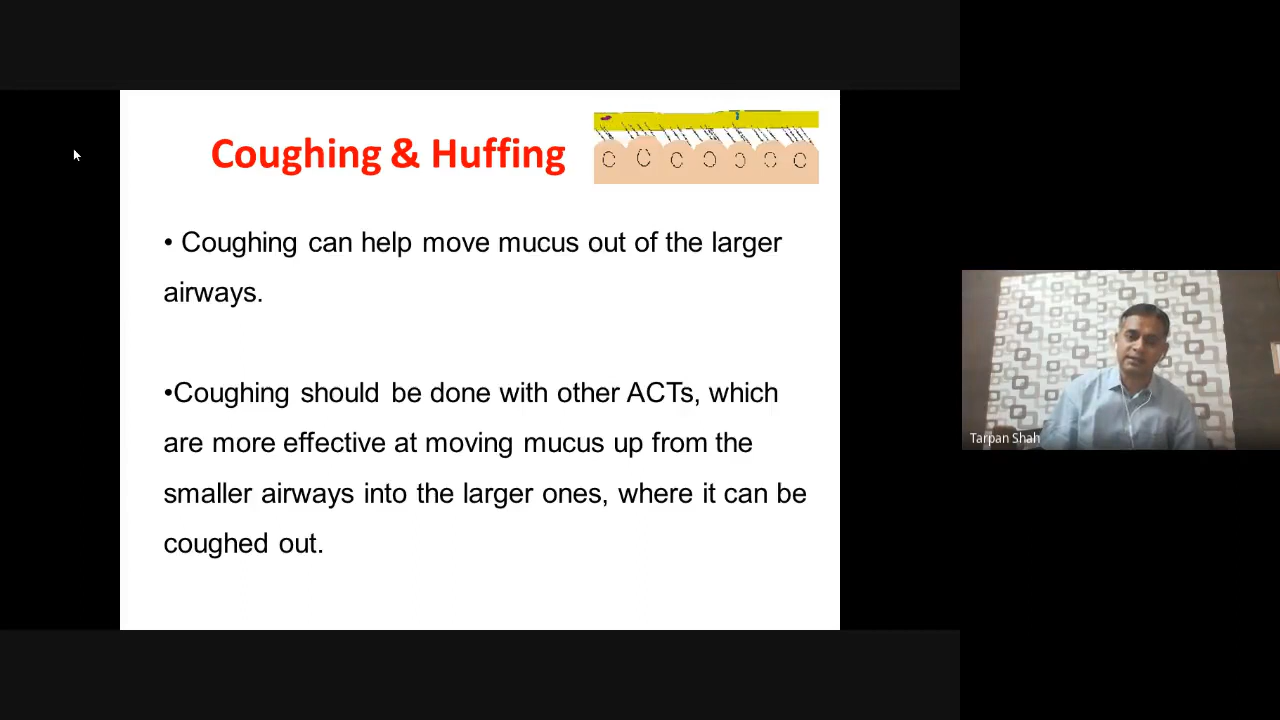 Coughing & Huffing
• Coughing can help move mucus out of the larger
airways.
•Coughing should be done with other ACTs, which
are more effective at moving mucus up from the
smaller airways into the larger ones, where it can be
coughed out.
Tarpan Shah